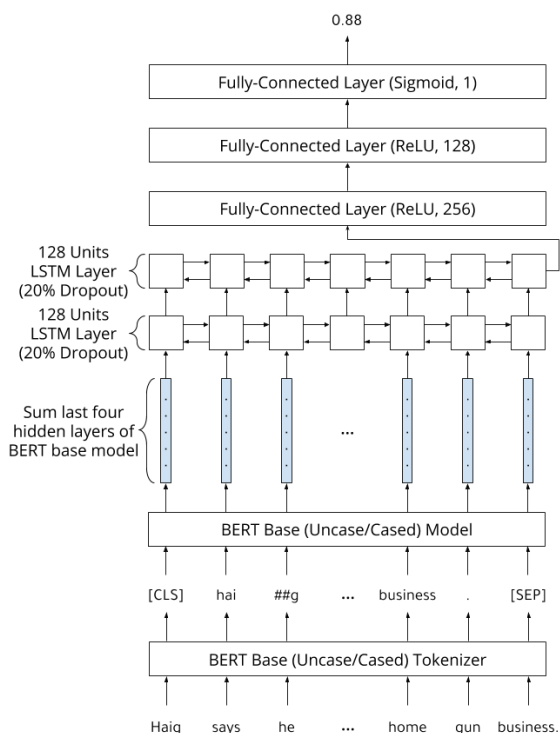 0.88
Fully-Connected Layer (Sigmoid, 1)
Fully-Connected Layer (ReLU, 128)
Fully-Connected Layer (ReLU, 256)
128 Units
LSTM Layer
(20% Dropout)
128 Units
LSTM Layer
(20% Dropout)
Sum last four
hidden layers of
BERT base model
...
BERT Base (Uncase/Cased) Model
[CLS] hai ##g ... business . [SEP]
BERT Base (Uncase/Cased) Tokenizer
Haig says he ... home gun business.